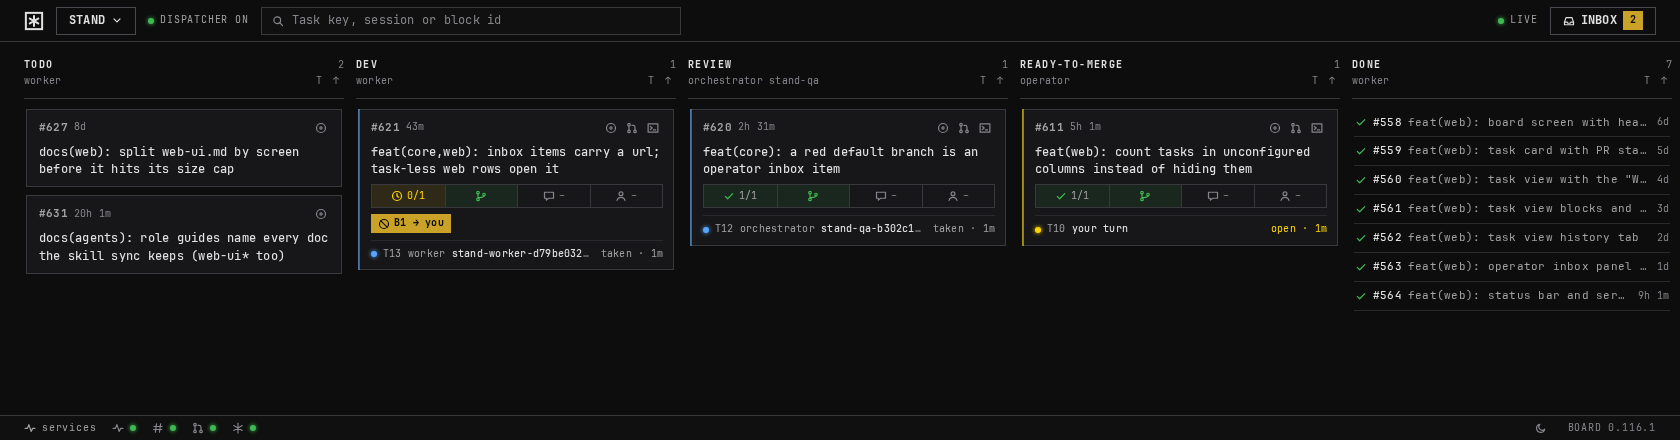 STAND
DISPATCHER ON
Task key, session or block id
LIVE
INBOX 2
TODO 2
worker T ↑
#627 8d
docs(web): split web-ui.md by screen
before it hits its size cap
#631 20h 1m
docs(agents): role guides name every doc
the skill sync keeps (web-ui* too)
DEV 1
worker T ↑
#621 43m
feat(core,web): inbox items carry a url;
task-less web rows open it
0/1 – –
B1 → you
T13 worker stand-worker-d79be032… taken · 1m
REVIEW 1
orchestrator stand-qa T ↑
#620 2h 31m
feat(core): a red default branch is an
operator inbox item
1/1 – –
T12 orchestrator stand-qa-b302c1… taken · 1m
READY-TO-MERGE 1
operator T ↑
#611 5h 1m
feat(web): count tasks in unconfigured
columns instead of hiding them
1/1 – –
T10 your turn open · 1m
DONE 7
worker T ↑
#558 feat(web): board screen with hea… 6d
#559 feat(web): task card with PR sta… 5d
#560 feat(web): task view with the "W… 4d
#561 feat(web): task view blocks and … 3d
#562 feat(web): task view history tab 2d
#563 feat(web): operator inbox panel … 1d
#564 feat(web): status bar and ser… 9h 1m
services
BOARD 0.116.1